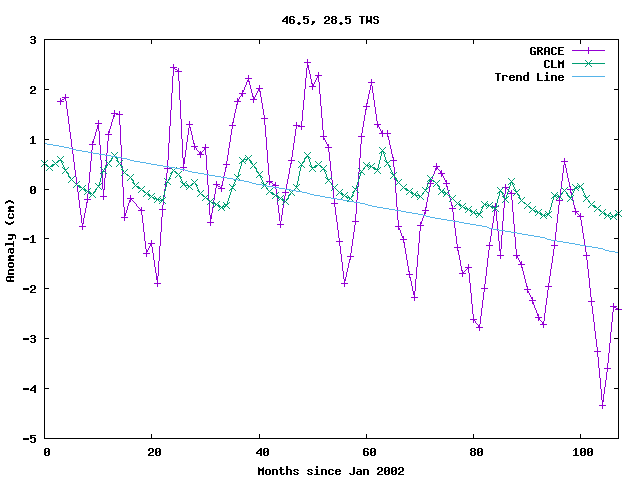 46.5, 28.5 TWS
GRACE
CLM
Trend Line
3
2
1
0
-1
-2
-3
-4
-5
Anomaly (cm)
0 20 40 60 80 100
Months since Jan 2002